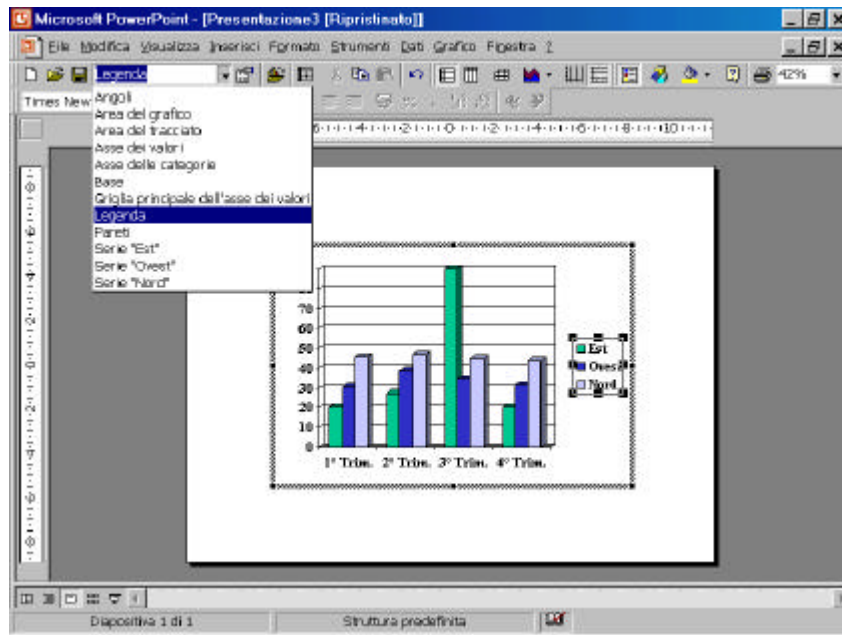 Microsoft PowerPoint - [Presentazione3 [Ripristinato]]
File Modifica Visualizza Inserisci Formato Strumenti Dati Grafico Finestra ?
Legenda
42%
Times New
Angoli
Area del grafico
Area del tracciato
Asse dei valori
Asse delle categorie
Base
Griglia principale dell'asse dei valori
Legenda
Pareti
Serie "Est"
Serie "Ovest"
Serie "Nord"
70
60
50
40
30
20
10
0
1° Trim. 2° Trim. 3° Trim. 4° Trim.
Est
Oves
Nord
Diapositiva 1 di 1
Struttura predefinita